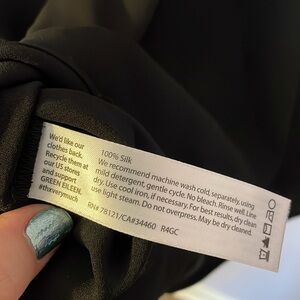 We'd like our
clothes back.
Recycle them at
our US stores
and support
GREEN EILEEN.
#thxverymuch
100% Silk
We recommend machine wash cold, separately, using
mild detergent, gentle cycle. No bleach. Rinse well. Line
dry. Use cool iron, if necessary. For best results, dry clean
use light steam. Do not overpress. May be dry cleaned.
RN# 78121/CA#34460 R4GC